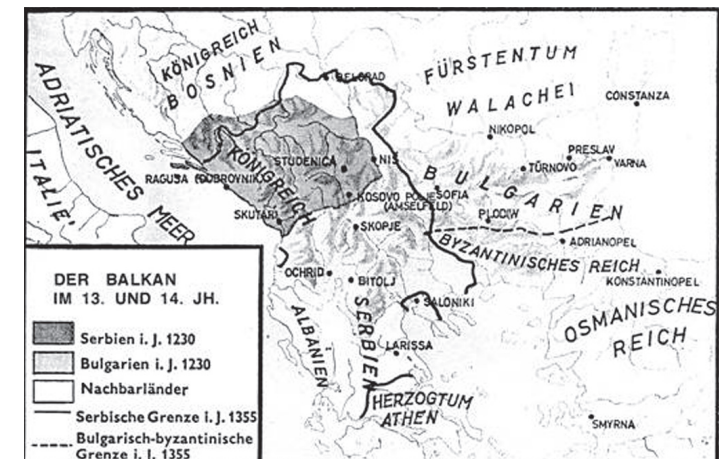 KÖNIGREICH
BOSNIEN
ADRIATISCHES MEER
ITALIE
BELGRAD
FÜRSTENTUM
WALACHEI
CONSTANZA
NIKOPOL
PRESLAV
VARNA
TÜRNOVO
BULGARIEN
KÖNIGREICH
STUDENICA
NIŠ
RAGUSA (DUBROVNIK)
KOSOVO POLJE
(AMSELFELD)
SOFIA
SKUTARI
SKOPJE
PLODIW
ADRIANOPEL
BYZANTINISCHES REICH
KONSTANTINOPEL
OCHRID
BITOLJ
SALONIKI
OSMANISCHES
REICH
ALBANIEN
SERBIEN
LARISSA
HERZOGTUM
ATHEN
SMYRNA
DER BALKAN
IM 13. UND 14. JH.
Serbien i. J. 1230
Bulgarien i. J. 1230
Nachbarländer
Serbische Grenze i. J. 1355
Bulgarisch-byzantinische
Grenze i. J. 1355